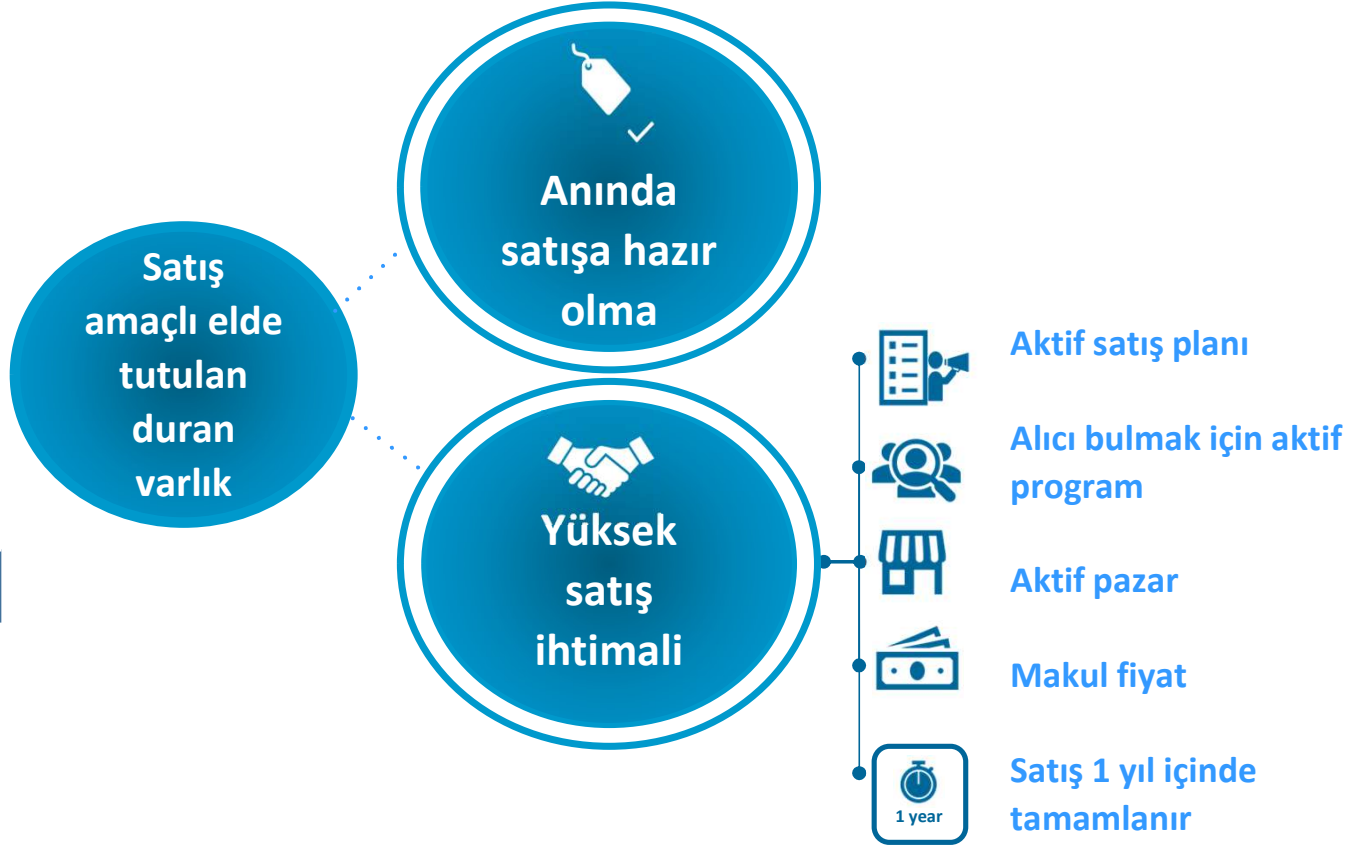 Satış
amaçlı elde
tutulan
duran
varlık
Anında
satışa hazır
olma
Yüksek
satış
ihtimali
Aktif satış planı
Alıcı bulmak için aktif
program
Aktif pazar
Makul fiyat
1 year
Satış 1 yıl içinde
tamamlanır